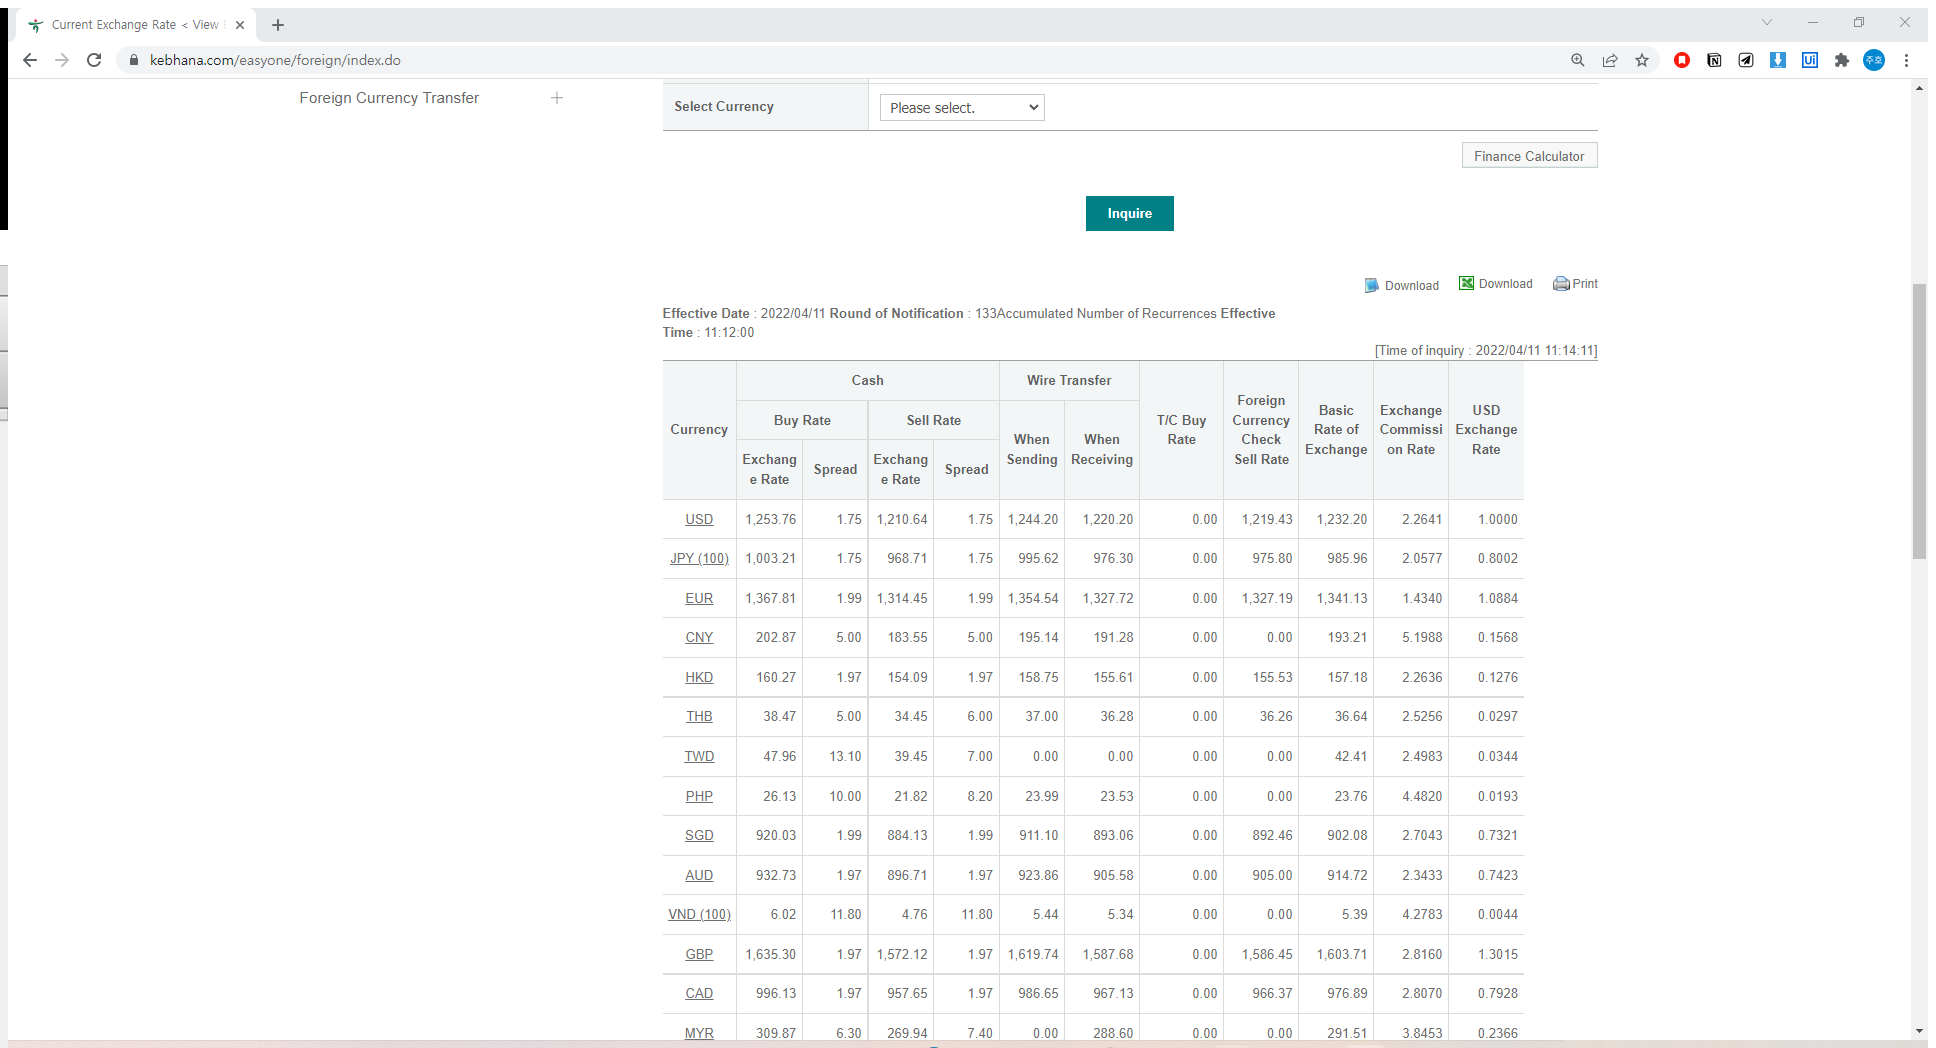 Current Exchange Rate < View
kebhana.com/easyone/foreign/index.do
주호
Foreign Currency Transfer
Select Currency Please select.
Finance Calculator
Inquire
Download Download Print
Effective Date : 2022/04/11 Round of Notification : 133Accumulated Number of Recurrences Effective
Time : 11:12:00
[Time of inquiry : 2022/04/11 11:14:11]
Currency Cash Wire Transfer T/C Buy Rate Foreign Currency Check Sell Rate Basic Rate of Exchange Exchange Commission Rate USD Exchange Rate
Buy Rate Sell Rate When Sending When Receiving
Exchange Rate Spread Exchange Rate Spread
USD 1,253.76 1.75 1,210.64 1.75 1,244.20 1,220.20 0.00 1,219.43 1,232.20 2.2641 1.0000
JPY (100) 1,003.21 1.75 968.71 1.75 995.62 976.30 0.00 975.80 985.96 2.0577 0.8002
EUR 1,367.81 1.99 1,314.45 1.99 1,354.54 1,327.72 0.00 1,327.19 1,341.13 1.4340 1.0884
CNY 202.87 5.00 183.55 5.00 195.14 191.28 0.00 0.00 193.21 5.1988 0.1568
HKD 160.27 1.97 154.09 1.97 158.75 155.61 0.00 155.53 157.18 2.2636 0.1276
THB 38.47 5.00 34.45 6.00 37.00 36.28 0.00 36.26 36.64 2.5256 0.0297
TWD 47.96 13.10 39.45 7.00 0.00 0.00 0.00 0.00 42.41 2.4983 0.0344
PHP 26.13 10.00 21.82 8.20 23.99 23.53 0.00 0.00 23.76 4.4820 0.0193
SGD 920.03 1.99 884.13 1.99 911.10 893.06 0.00 892.46 902.08 2.7043 0.7321
AUD 932.73 1.97 896.71 1.97 923.86 905.58 0.00 905.00 914.72 2.3433 0.7423
VND (100) 6.02 11.80 4.76 11.80 5.44 5.34 0.00 0.00 5.39 4.2783 0.0044
GBP 1,635.30 1.97 1,572.12 1.97 1,619.74 1,587.68 0.00 1,586.45 1,603.71 2.8160 1.3015
CAD 996.13 1.97 957.65 1.97 986.65 967.13 0.00 966.37 976.89 2.8070 0.7928
MYR 309.87 6.30 269.94 7.40 0.00 288.60 0.00 0.00 291.51 3.8453 0.2366